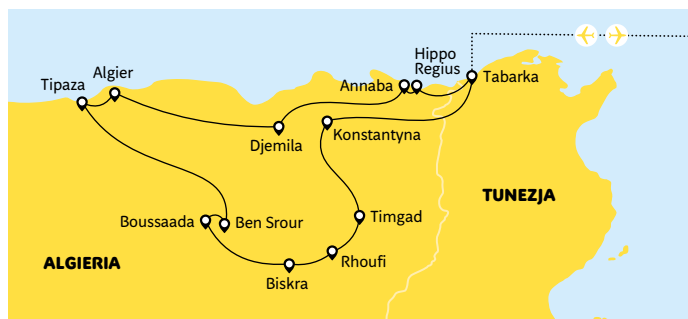 Hippo
Regius
Algier
Annaba
Tabarka
Tipaza
Djemila
Konstantyna
TUNEZJA
Boussaada
Ben Srour
Timgad
ALGIERIA
Rhoufi
Biskra